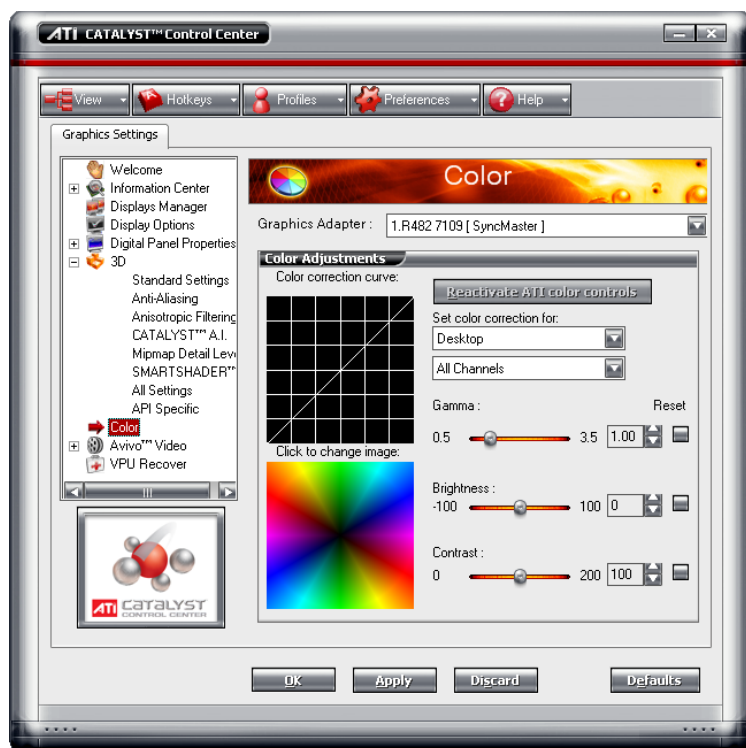 ATI CATALYST™ Control Center
View Hotkeys Profiles Preferences Help
Graphics Settings
Welcome
Information Center
Displays Manager
Display Options
Digital Panel Properties
3D
Standard Settings
Anti-Aliasing
Anisotropic Filtering
CATALYST™ A.I.
Mipmap Detail Leve
SMARTSHADER™
All Settings
API Specific
Color
Avivo™ Video
VPU Recover
ATI CATALYST
CONTROL CENTER
Color
Graphics Adapter : 1.R482 7109 [ SyncMaster ]
Color Adjustments
Color correction curve:
Click to change image:
Reactivate ATI color controls
Set color correction for:
Desktop
All Channels
Gamma : Reset
0.5 3.5 1.00
Brightness :
-100 100 0
Contrast :
0 200 100
OK Apply Discard Defaults